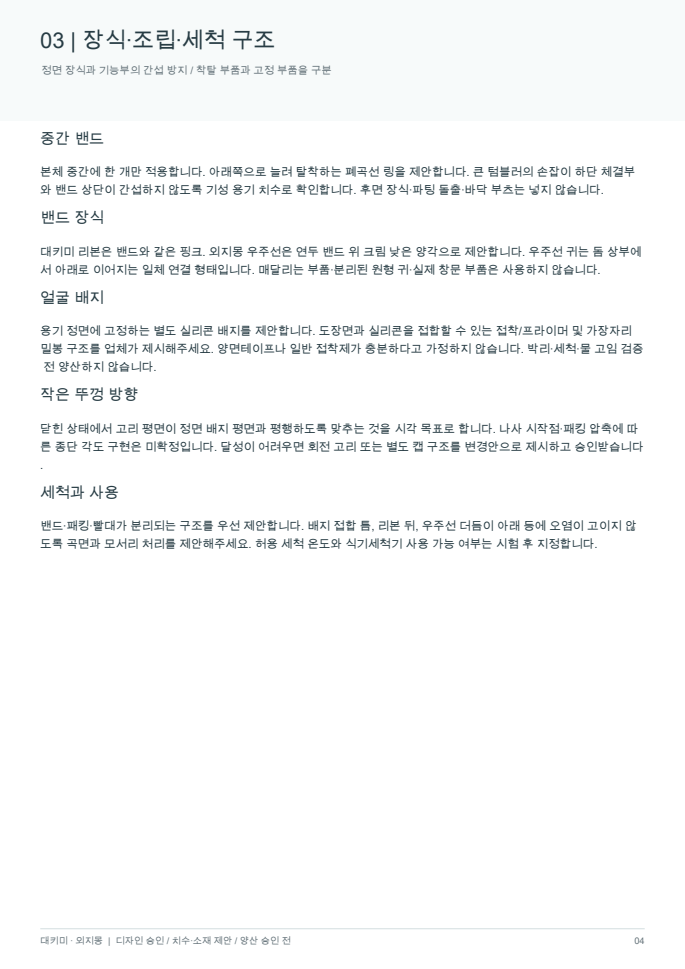 03 | 장식·조립·세척 구조
정면 장식과 기능부의 간섭 방지 / 착탈 부품과 고정 부품을 구분
중간 밴드
본체 중간에 한 개만 적용합니다. 아래쪽으로 늘려 탈착하는 폐곡선 링을 제안합니다. 큰 텀블러의 손잡이 하단 체결부
와 밴드 상단이 간섭하지 않도록 기성 용기 치수로 확인합니다. 후면 장식·파팅 돌출·바닥 부츠는 넣지 않습니다.
밴드 장식
대키미 리본은 밴드와 같은 핑크. 외지몽 우주선은 연두 밴드 위 크림 낮은 양각으로 제안합니다. 우주선 귀는 돔 상부에
서 아래로 이어지는 일체 연결 형태입니다. 매달리는 부품·분리된 원형 귀·실제 창문 부품은 사용하지 않습니다.
얼굴 배지
용기 정면에 고정하는 별도 실리콘 배지를 제안합니다. 도장면과 실리콘을 접합할 수 있는 접착/프라이머 및 가장자리
밀봉 구조를 업체가 제시해주세요. 양면테이프나 일반 접착제가 충분하다고 가정하지 않습니다. 박리·세척·물 고임 검증
전 양산하지 않습니다.
작은 뚜껑 방향
닫힌 상태에서 고리 평면이 정면 배지 평면과 평행하도록 맞추는 것을 시각 목표로 합니다. 나사 시작점·패킹 압축에 따
른 종단 각도 구현은 미확정입니다. 달성이 어려우면 회전 고리 또는 별도 캡 구조를 변경안으로 제시하고 승인받습니다
.
세척과 사용
밴드·패킹·빨대가 분리되는 구조를 우선 제안합니다. 배지 접합 틈, 리본 뒤, 우주선 더듬이 아래 등에 오염이 고이지 않
도록 곡면과 모서리 처리를 제안해주세요. 허용 세척 온도와 식기세척기 사용 가능 여부는 시험 후 지정합니다.
대키미 · 외지몽 | 디자인 승인 / 치수·소재 제안 / 양산 승인 전
04